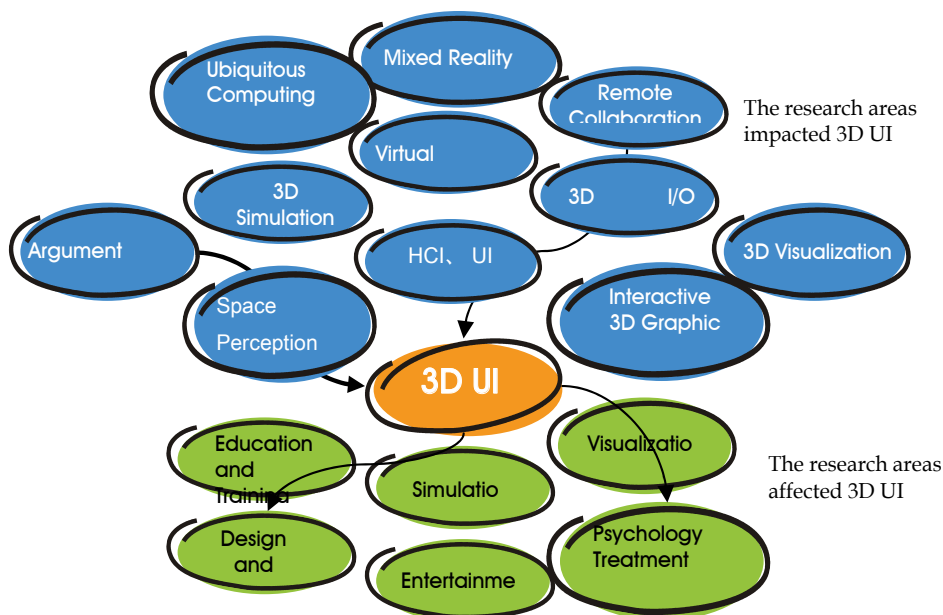 Mixed Reality
Ubiquitous
Computing
Remote
Collaboration
The research areas
impacted 3D UI
Virtual
3D
Simulation
3D I/O
Argument
HCI、 UI
3D Visualization
Space
Perception
Interactive
3D Graphic
3D UI
Education
and
Training
Visualizatio
Simulatio
The research areas
affected 3D UI
Design
and
Psychology
Treatment
Entertainme